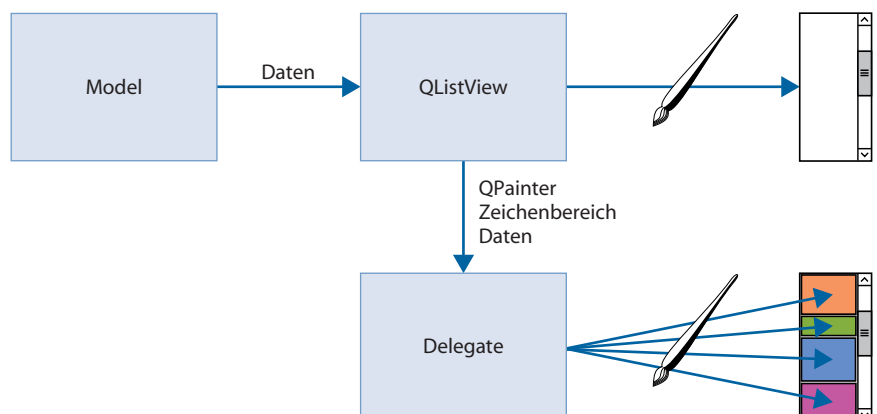 Model
Daten
QListView
QPainter
Zeichenbereich
Daten
Delegate